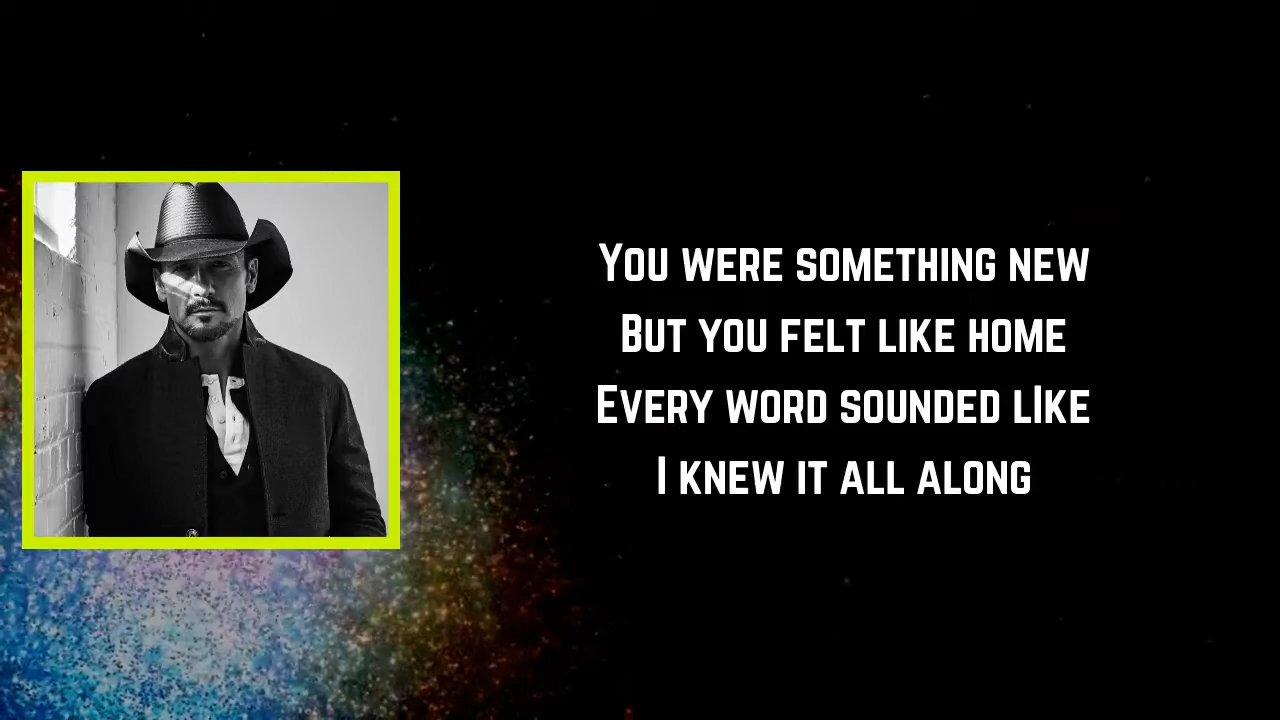 You were something new
But you felt like home
Every word sounded like
I knew it all along